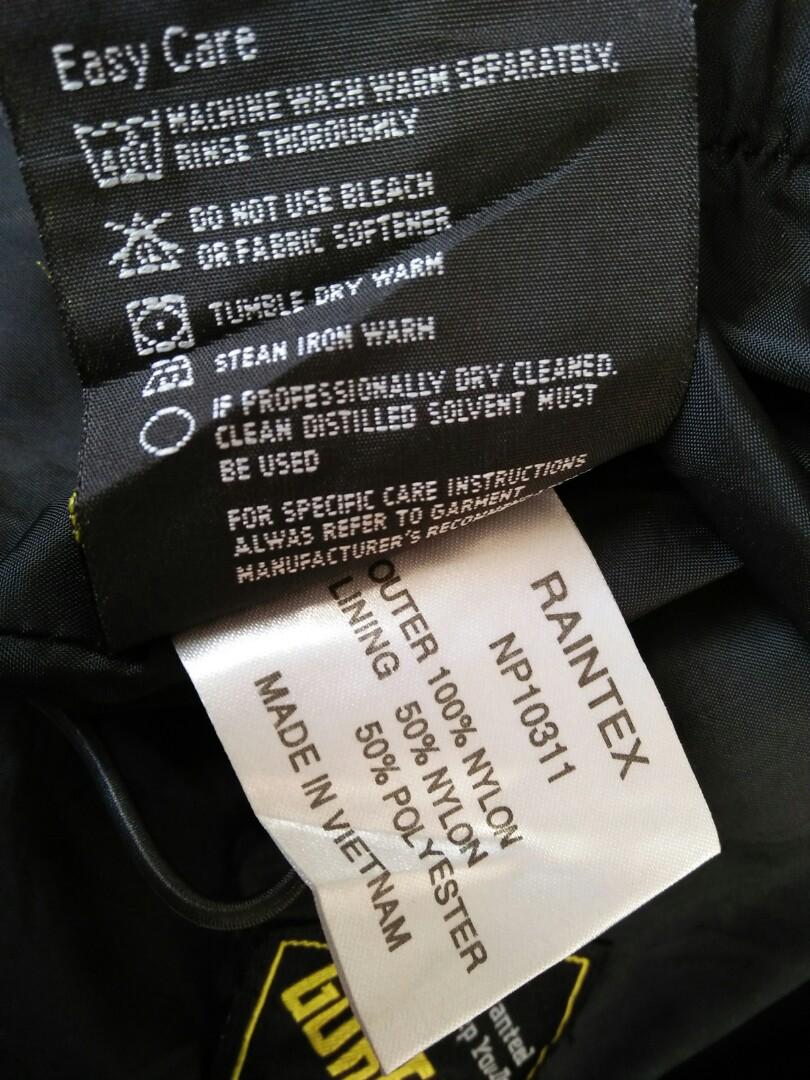 Easy Care
MACHINE WASH WARM SEPARATELY,
RINSE THOROUGHLY
40
DO NOT USE BLEACH
OR FABRIC SOFTENER
TUMBLE DRY WARM
STEAM IRON WARM
IF PROFESSIONALLY DRY CLEANED.
CLEAN DISTILLED SOLVENT MUST
BE USED
FOR SPECIFIC CARE INSTRUCTIONS
ALWAS REFER TO GARMENT
MANUFACTURER'S
RAINTEX
NP10311
OUTER 100% NYLON
LINING 50% NYLON
50% POLYESTER
MADE IN VIETNAM